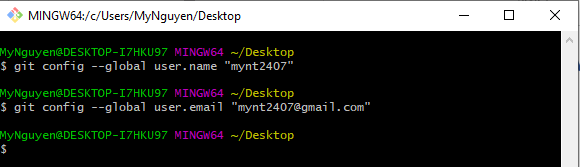 MINGW64:/c/Users/MyNguyen/Desktop
MyNguyen@DESKTOP-I7HKU97 MINGW64 ~/Desktop
$ git config --global user.name "mynt2407"
MyNguyen@DESKTOP-I7HKU97 MINGW64 ~/Desktop
$ git config --global user.email "mynt2407@gmail.com"
MyNguyen@DESKTOP-I7HKU97 MINGW64 ~/Desktop
$